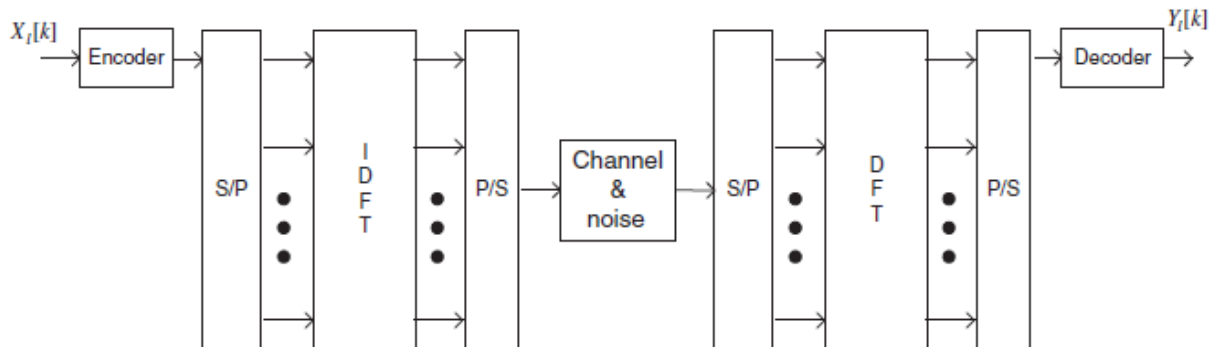 X_l[k]
Encoder
S/P
I
D
F
T
P/S
Channel
&
noise
S/P
D
F
T
P/S
Decoder
Y_l[k]